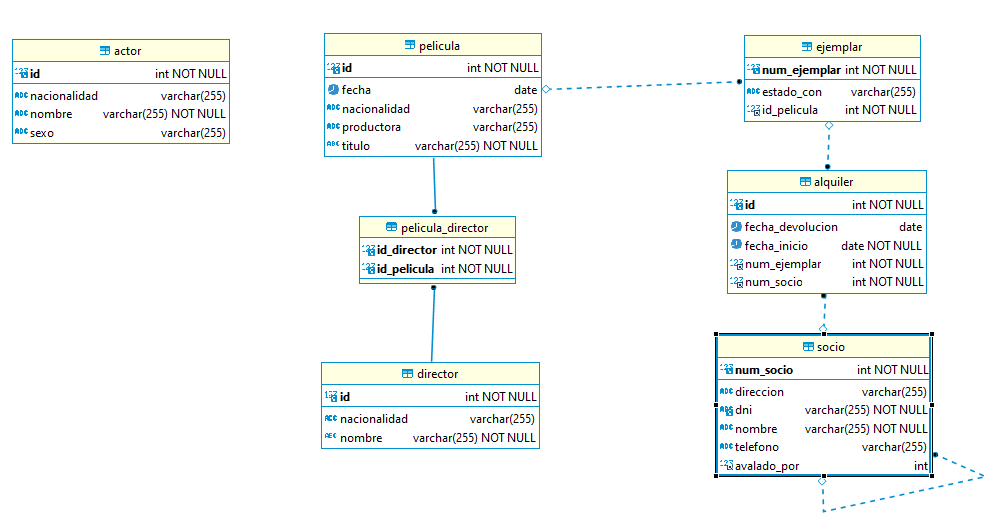 actor
id int NOT NULL
nacionalidad varchar(255)
nombre varchar(255) NOT NULL
sexo varchar(255)
pelicula
id int NOT NULL
fecha date
nacionalidad varchar(255)
productora varchar(255)
titulo varchar(255) NOT NULL
ejemplar
num_ejemplar int NOT NULL
estado_con varchar(255)
id_pelicula int NOT NULL
pelicula_director
id_director int NOT NULL
id_pelicula int NOT NULL
alquiler
id int NOT NULL
fecha_devolucion date
fecha_inicio date NOT NULL
num_ejemplar int NOT NULL
num_socio int NOT NULL
director
id int NOT NULL
nacionalidad varchar(255)
nombre varchar(255) NOT NULL
socio
num_socio int NOT NULL
direccion varchar(255)
dni varchar(255) NOT NULL
nombre varchar(255) NOT NULL
telefono varchar(255)
avalado_por int